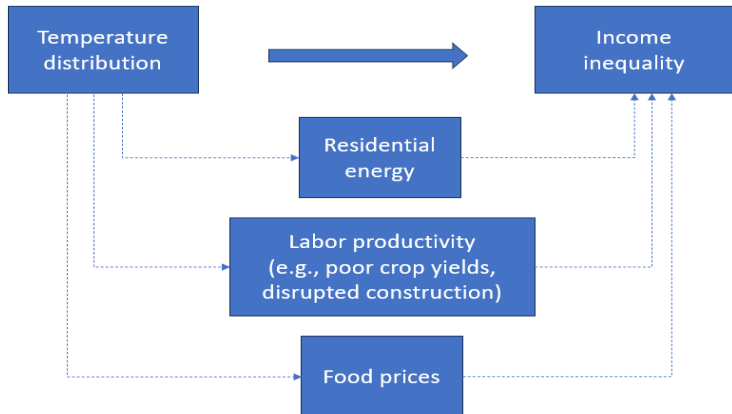 Temperature
distribution
Income
inequality
Residential
energy
Labor productivity
(e.g., poor crop yields,
disrupted construction)
Food prices